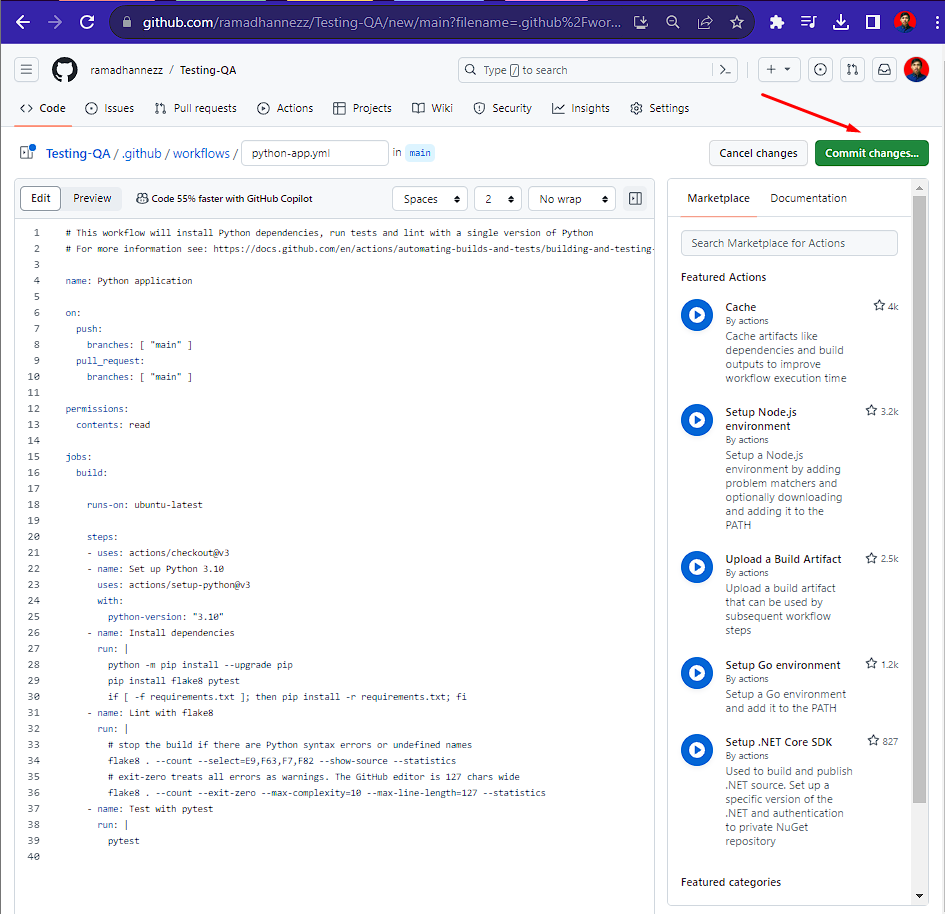 github.com/ramadhannezz/Testing-QA/new/main?filename=.github%2Fwor...
ramadhannezz / Testing-QA
Type / to search
Code
Issues
Pull requests
Actions
Projects
Wiki
Security
Insights
Settings
Testing-QA / .github / workflows / python-app.yml in main
Cancel changes
Commit changes...
Edit
Preview
Code 55% faster with GitHub Copilot
Spaces
2
No wrap
1 # This workflow will install Python dependencies, run tests and lint with a single version of Python
2 # For more information see: https://docs.github.com/en/actions/automating-builds-and-tests/building-and-testing-
3
4 name: Python application
5
6 on:
7 push:
8 branches: [ "main" ]
9 pull_request:
10 branches: [ "main" ]
11
12 permissions:
13 contents: read
14
15 jobs:
16 build:
17
18 runs-on: ubuntu-latest
19
20 steps:
21 - uses: actions/checkout@v3
22 - name: Set up Python 3.10
23 uses: actions/setup-python@v3
24 with:
25 python-version: "3.10"
26 - name: Install dependencies
27 run: |
28 python -m pip install --upgrade pip
29 pip install flake8 pytest
30 if [ -f requirements.txt ]; then pip install -r requirements.txt; fi
31 - name: Lint with flake8
32 run: |
33 # stop the build if there are Python syntax errors or undefined names
34 flake8 . --count --select=E9,F63,F7,F82 --show-source --statistics
35 # exit-zero treats all errors as warnings. The GitHub editor is 127 chars wide
36 flake8 . --count --exit-zero --max-complexity=10 --max-line-length=127 --statistics
37 - name: Test with pytest
38 run: |
39 pytest
40
Marketplace
Documentation
Search Marketplace for Actions
Featured Actions
Cache
4k
By actions
Cache artifacts like
dependencies and build
outputs to improve
workflow execution time
Setup Node.js
environment
3.2k
By actions
Setup a Node.js
environment by adding
problem matchers and
optionally downloading
and adding it to the
PATH
Upload a Build Artifact
2.5k
By actions
Upload a build artifact
that can be used by
subsequent workflow
steps
Setup Go environment
1.2k
By actions
Setup a Go environment
and add it to the PATH
Setup .NET Core SDK
827
By actions
Used to build and publish
.NET source. Set up a
specific version of the
.NET and authentication
to private NuGet
repository
Featured categories